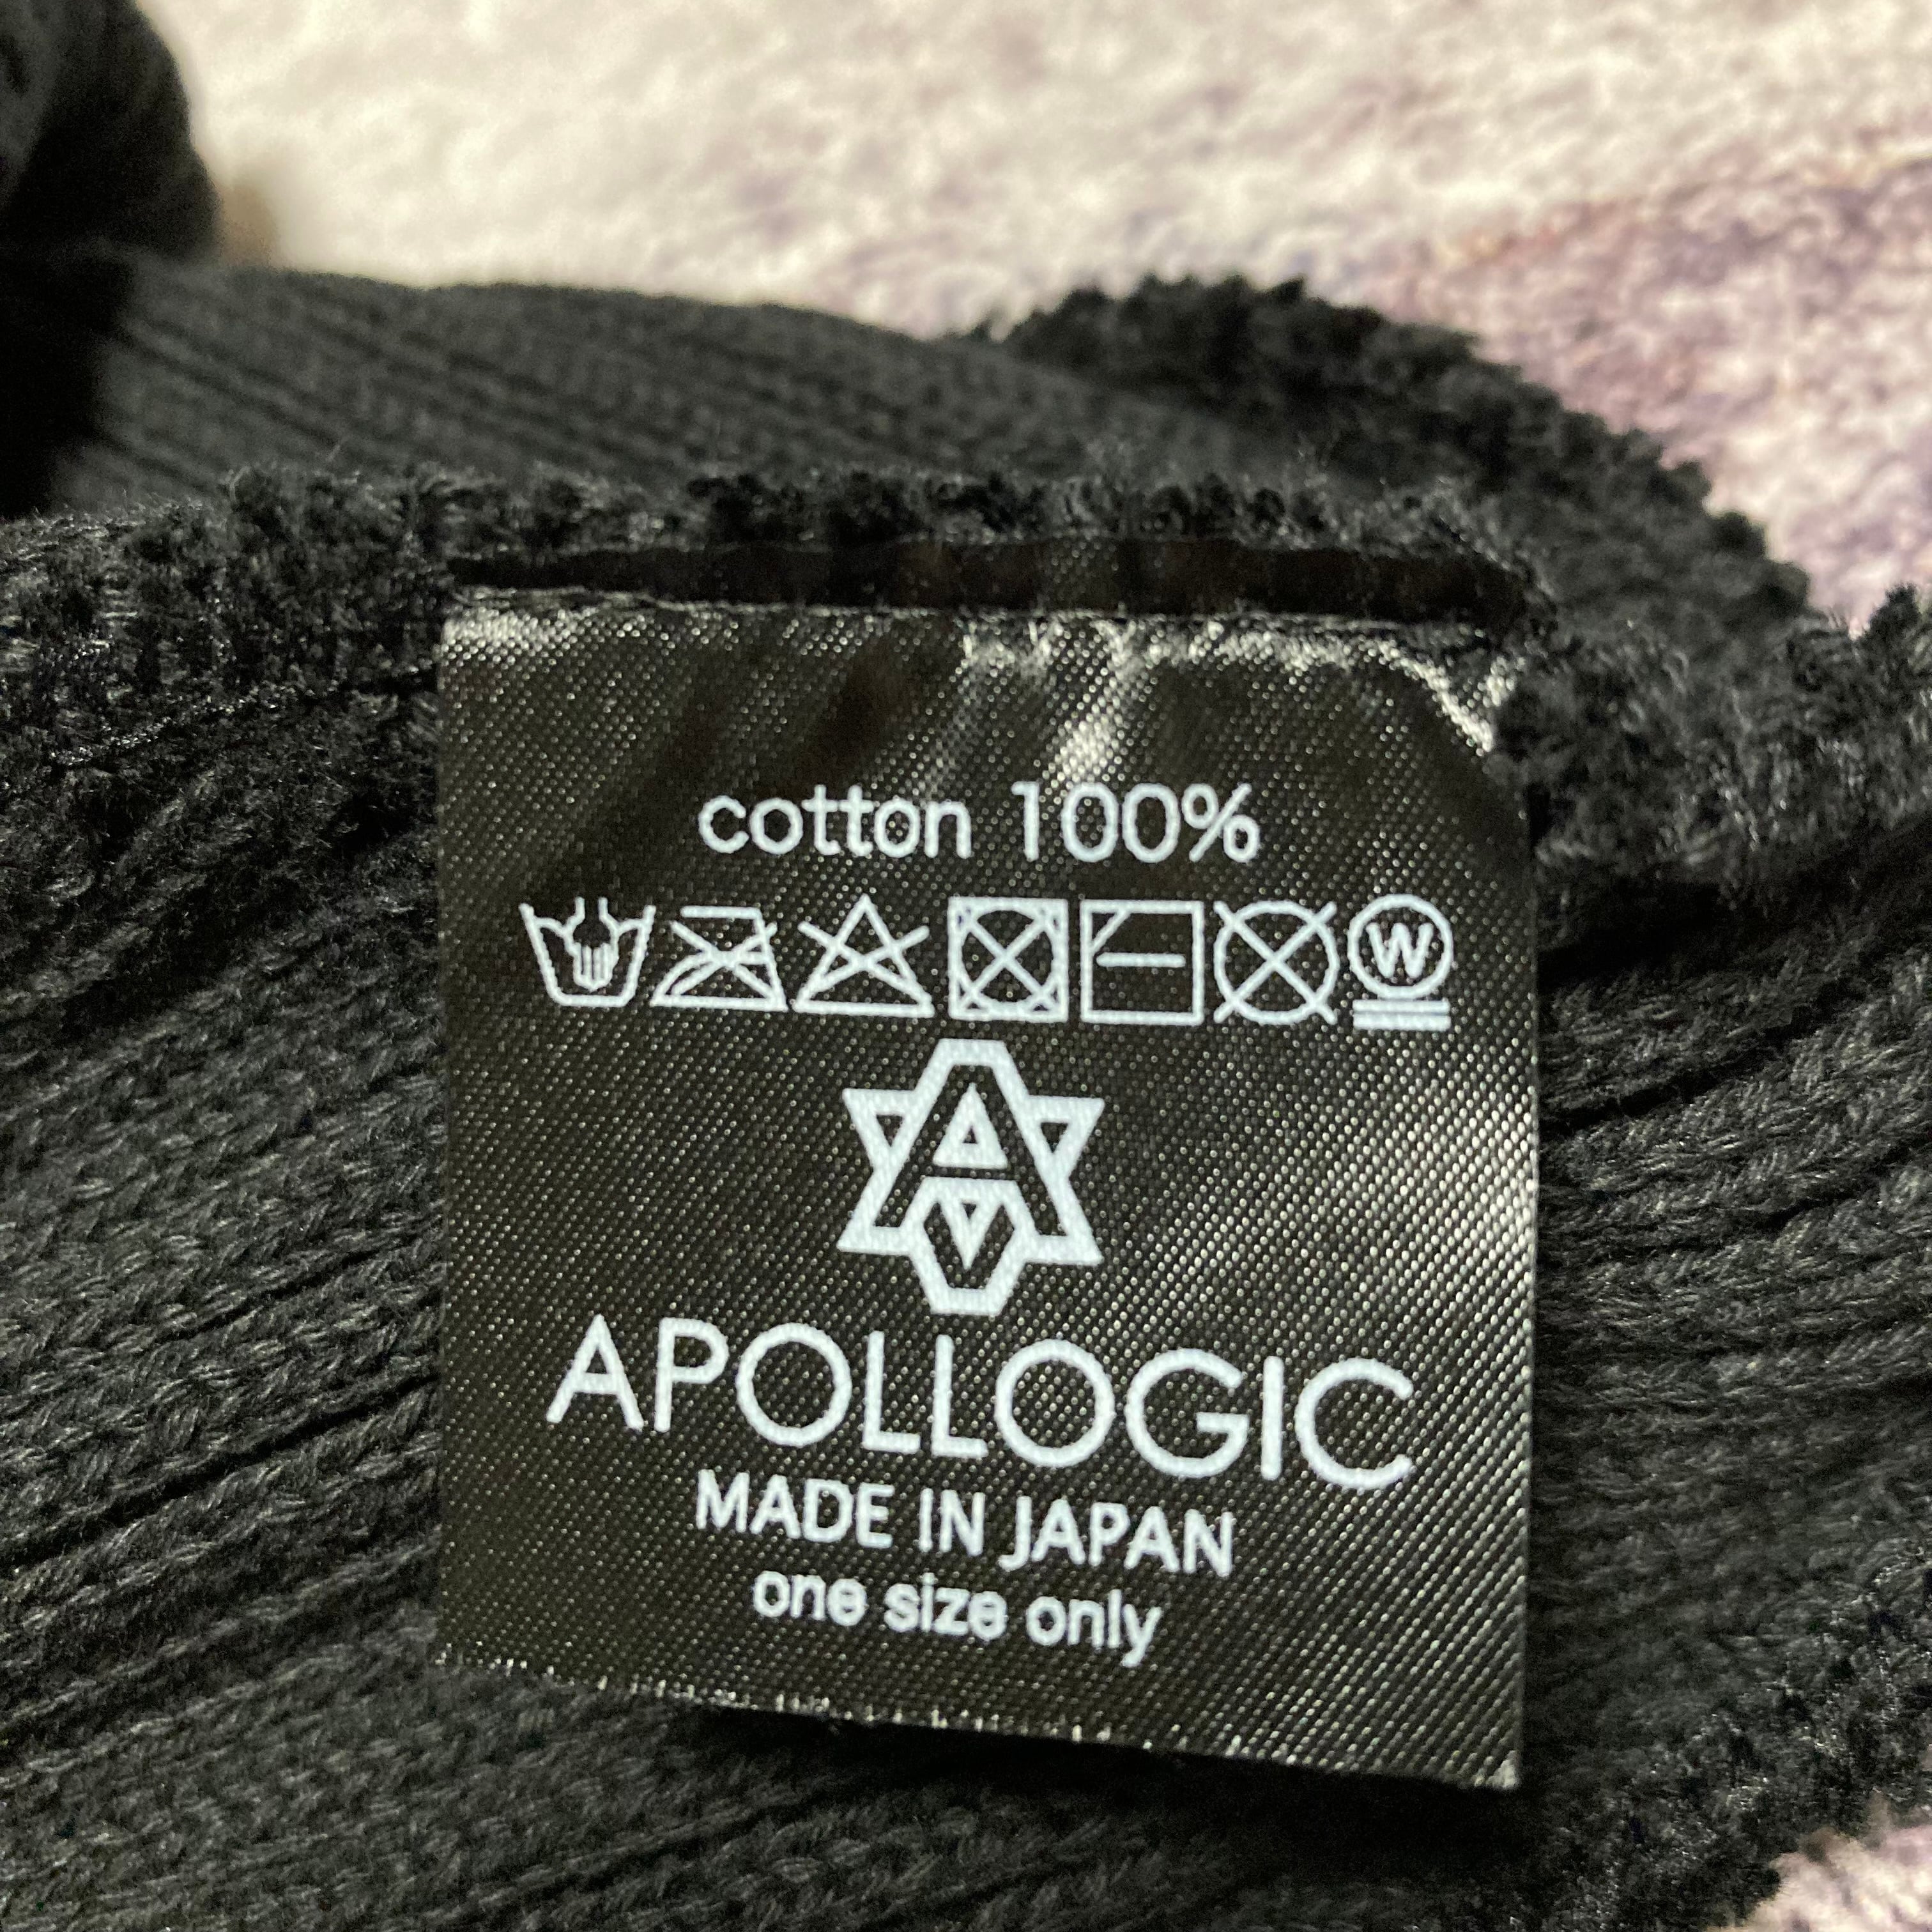 cotton 100%
W
APOLLOGIC
MADE IN JAPAN
one size only